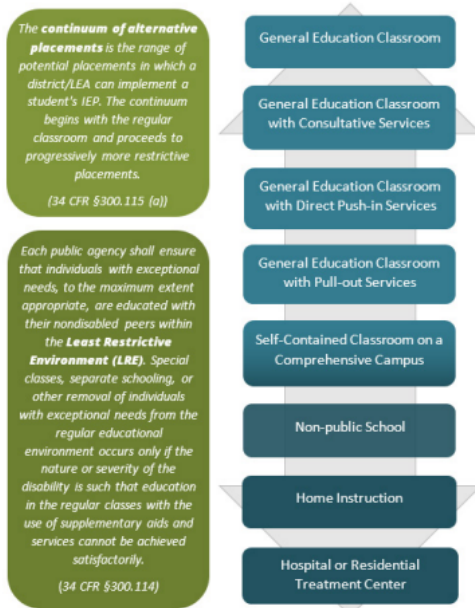 The continuum of alternative
placements is the range of
potential placements in which a
district/LEA can implement a
student's IEP. The continuum
begins with the regular
classroom and proceeds to
progressively more restrictive
placements.
(34 CFR §300.115 (a))
Each public agency shall ensure
that individuals with exceptional
needs, to the maximum extent
appropriate, are educated with
their nondisabled peers within
the Least Restrictive
Environment (LRE). Special
classes, separate schooling, or
other removal of individuals
with exceptional needs from the
regular educational
environment occurs only if the
nature or severity of the
disability is such that education
in the regular classes with the
use of supplementary aids and
services cannot be achieved
satisfactorily.
(34 CFR §300.114)
General Education Classroom
General Education Classroom
with Consultative Services
General Education Classroom
with Direct Push-in Services
General Education Classroom
with Pull-out Services
Self-Contained Classroom on a
Comprehensive Campus
Non-public School
Home Instruction
Hospital or Residential
Treatment Center